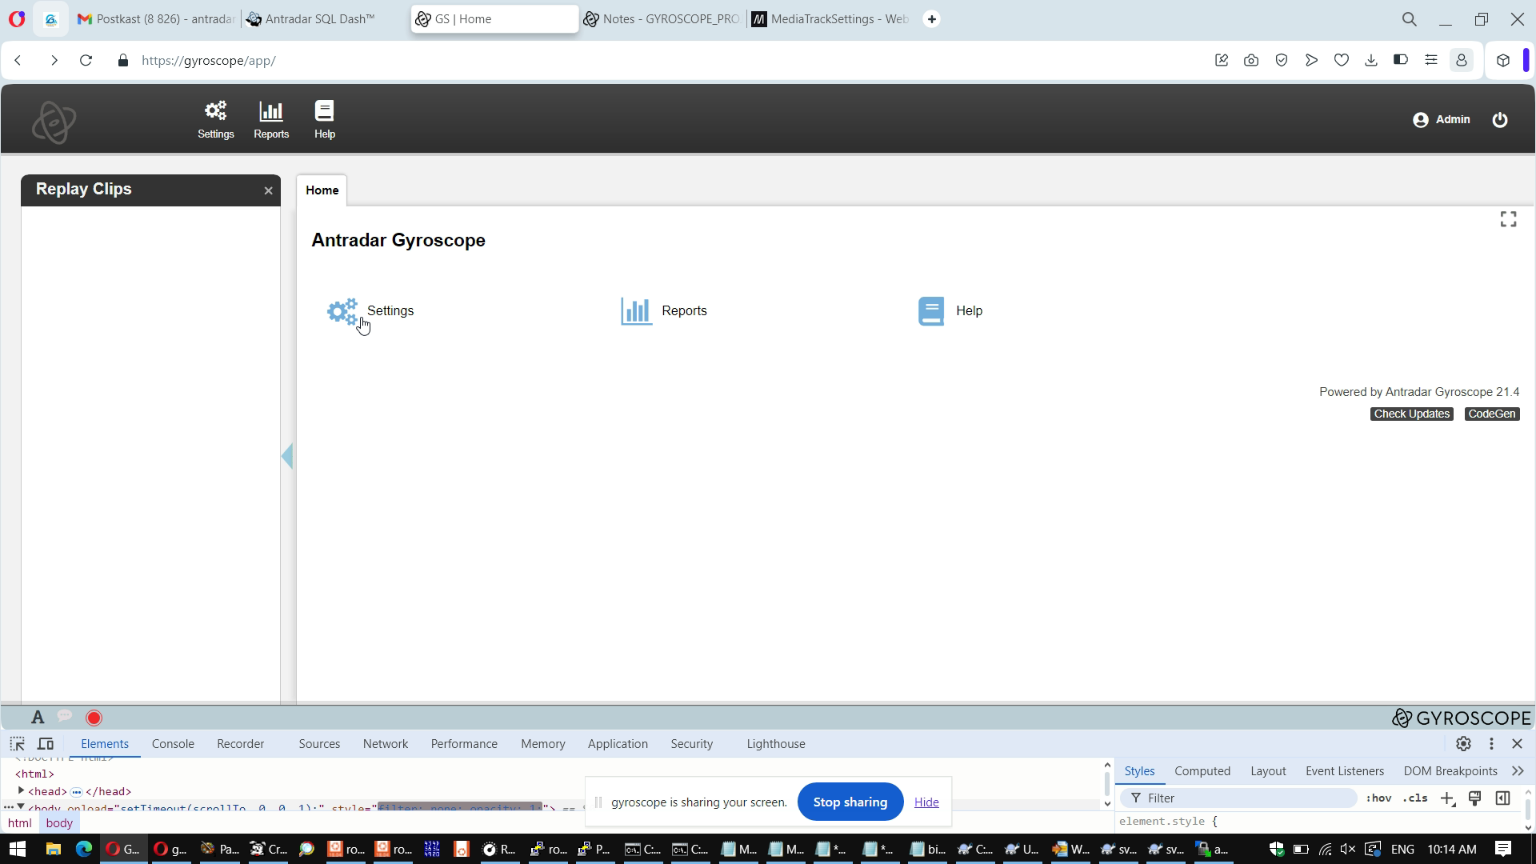 Postkast (8 826) - antradar
Antradar SQL Dash™
GS | Home
Notes - GYROSCOPE_PRO
MediaTrackSettings - Web
https://gyroscope/app/
Settings
Reports
Help
Admin
Replay Clips
×
Home
Antradar Gyroscope
Settings
Reports
Help
Powered by Antradar Gyroscope 21.4
Check Updates
CodeGen
A
GYROSCOPE
Elements
Console
Recorder
Sources
Network
Performance
Memory
Application
Security
Lighthouse
<html>
<head> … </head>
<body onload="setTimeout(scrollTo, 0, 0, 1);" style="filter: none; opacity: 1;"> ==
html
body
gyroscope is sharing your screen.
Stop sharing
Hide
Styles
Computed
Layout
Event Listeners
DOM Breakpoints
Filter
:hov
.cls
element.style {
G...
g...
Pa...
Cr...
ro...
ro...
R...
ro...
P...
C:...
C:...
M...
M...
*...
*...
bi...
C:...
U...
W...
sv...
sv...
a...
ENG
10:14 AM